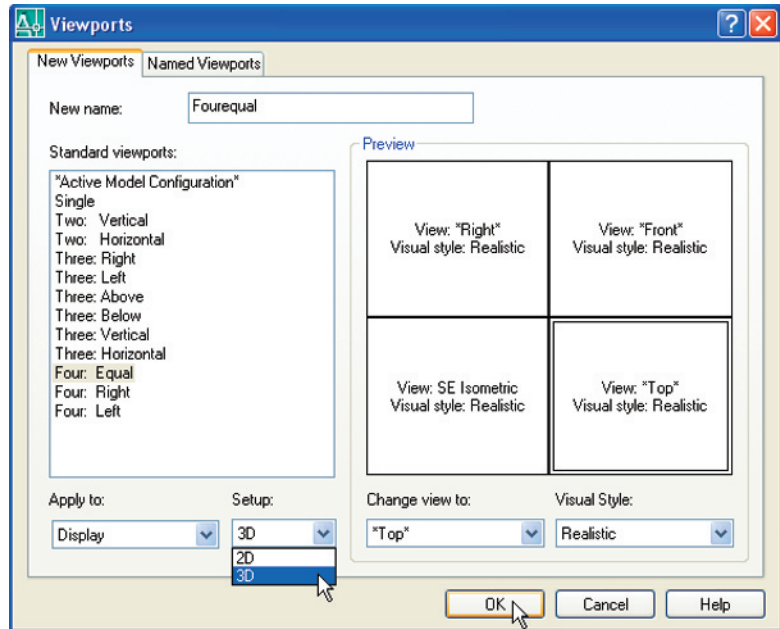 Viewports
New Viewports
Named Viewports
New name:
Fourequal
Standard viewports:
*Active Model Configuration*
Single
Two: Vertical
Two: Horizontal
Three: Right
Three: Left
Three: Above
Three: Below
Three: Vertical
Three: Horizontal
Four: Equal
Four: Right
Four: Left
Apply to:
Display
Setup:
3D
2D
3D
Preview
View: *Right*
Visual style: Realistic
View: *Front*
Visual style: Realistic
View: SE Isometric
Visual style: Realistic
View: *Top*
Visual style: Realistic
Change view to:
*Top*
Visual Style:
Realistic
OK
Cancel
Help